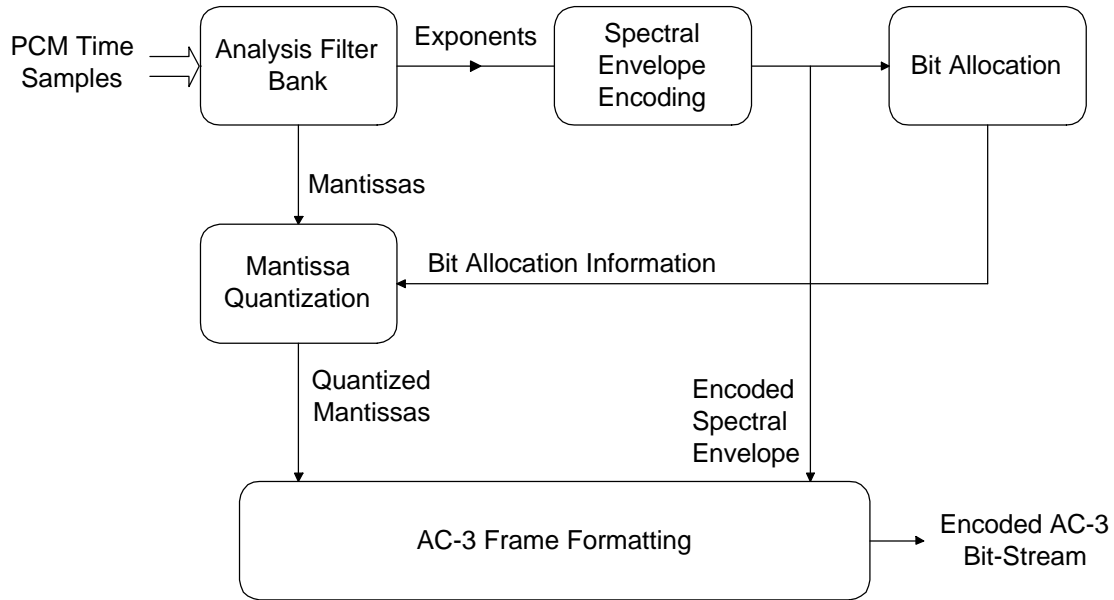 PCM Time
Samples
Analysis Filter
Bank
Exponents
Spectral
Envelope
Encoding
Bit Allocation
Mantissas
Mantissa
Quantization
Bit Allocation Information
Quantized
Mantissas
Encoded
Spectral
Envelope
AC-3 Frame Formatting
Encoded AC-3
Bit-Stream